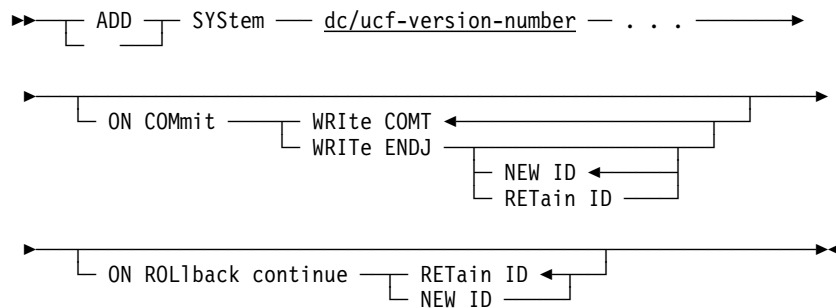 ADD SYStem dc/ucf-version-number . . .
ON COMmit WRIte COMT
WRITe ENDJ
NEW ID
RETain ID
ON ROLlback continue RETain ID
NEW ID